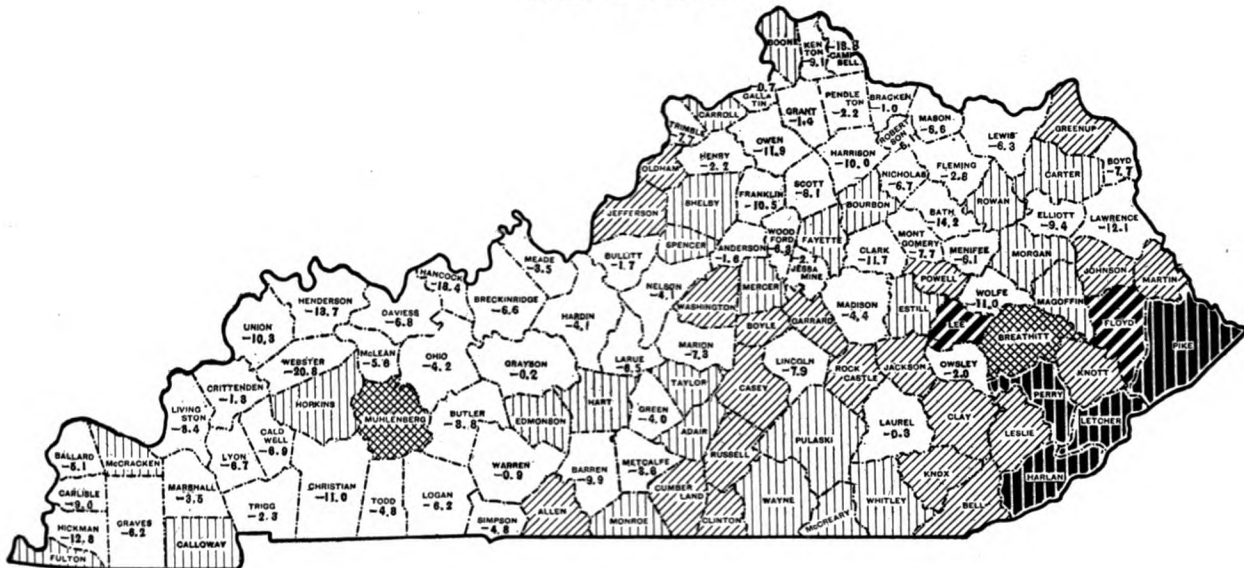 BOONE
KEN
TON
-9.1
-18.8
CAMP
BELL
-0.7
GALLA
TIN
GRANT
-1.4
PENDLE
TON
-2.2
BRACKEN
-1.0
MASON
-6.6
ROBERT
SON
-6.1
LEWIS
-6.3
GREENUP
CARROLL
TRIMBLE
-7.7
OWEN
-11.9
HARRISON
-10.0
FLEMING
-2.8
CARTER
BOYD
-7.7
OLDHAM
HENRY
-2.2
SCOTT
-8.1
NICHOLAS
-6.7
ROWAN
FRANKLIN
-10.5
BOURBON
BATH
-14.2
ELLIOTT
-9.4
LAWRENCE
-12.1
SHELBY
JEFFERSON
WOOD
FORD
-6.3
FAYETTE
MONT
GOMERY
-7.7
SPENCER
ANDERSON
-1.6
CLARK
-11.7
MENIFEE
-6.1
MORGAN
BULLITT
-1.7
JESSA
MINE
POWELL
JOHNSON
MARTIN
MEADE
-3.5
HANCOCK
-18.4
NELSON
-4.1
WASHINGTON
MERCER
MADISON
-4.4
ESTILL
WOLFE
-11.0
MAGOFFIN
HENDERSON
-13.7
DAVIESS
-6.8
BRECKINRIDGE
-6.6
HARDIN
-4.1
BOYLE
GARRARD
LEE
BREATHITT
FLOYD
PIKE
UNION
-10.3
MARION
-7.3
LINCOLN
-7.9
ROCK
CASTLE
JACKSON
OWSLEY
-2.0
KNOTT
WEBSTER
-20.8
McLEAN
-5.6
OHIO
-4.2
GRAYSON
-0.2
LARUE
-6.5
TAYLOR
CASEY
PERRY
CRITTENDEN
-1.8
HOPKINS
MUHLENBERG
BUTLER
-3.8
EDMONSON
HART
GREEN
-4.0
ADAIR
PULASKI
LAUREL
-0.3
CLAY
LESLIE
LETCHER
LIVING
STON
-8.4
CALD
WELL
-6.9
RUSSELL
BALLARD
-5.1
McCRACKEN
LYON
-6.7
WARREN
-0.9
BARREN
-9.9
METCALFE
KNOX
HARLAN
CARLISLE
-9.0
MARSHALL
-3.5
CHRISTIAN
-11.0
TODD
-4.8
LOGAN
-6.2
CUMBER
LAND
WAYNE
WHITLEY
BELL
HICKMAN
-12.8
GRAVES
-6.2
TRIGG
-2.3
SIMPSON
-4.8
ALLEN
MONROE
CLINTON
McCREARY
CALLOWAY
FULTON